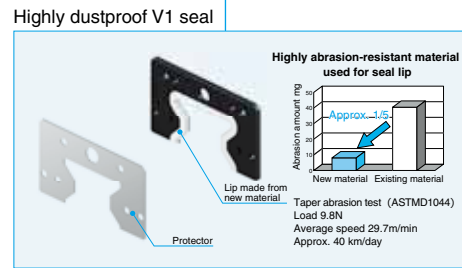 Highly dustproof V1 seal
Highly abrasion-resistant material
used for seal lip
Abrasion amount mg
50
40
30
20
10
0
Approx. 1/5
New material Existing material
Lip made from
new material
Protector
Taper abrasion test (ASTMD1044)
Load 9.8N
Average speed 29.7m/min
Approx. 40 km/day